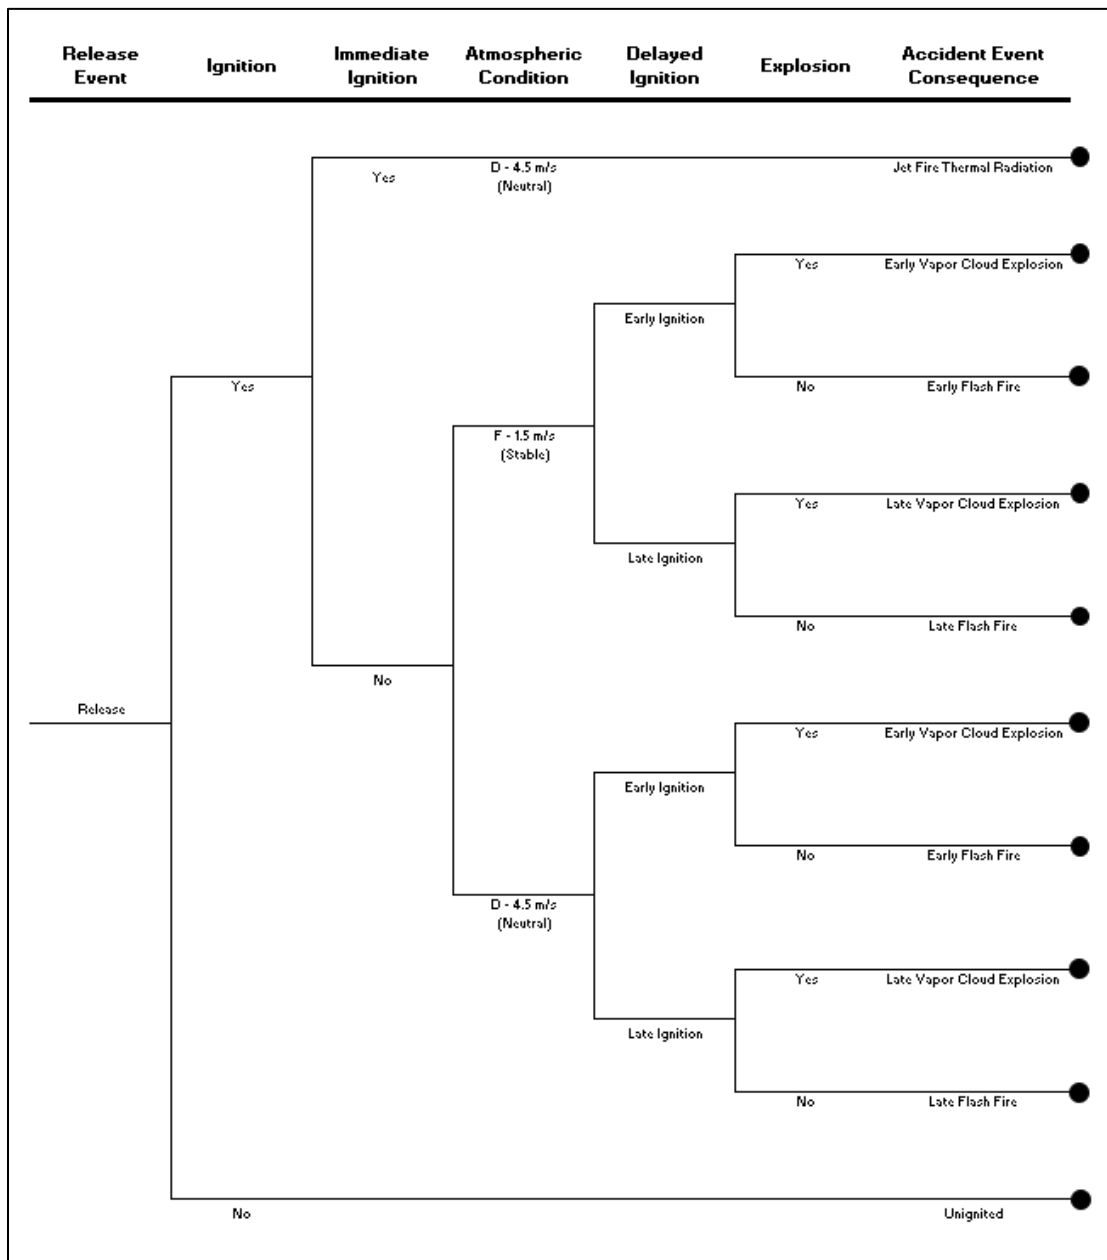 Release Event
Ignition
Immediate Ignition
Atmospheric Condition
Delayed Ignition
Explosion
Accident Event Consequence
Yes
D - 4.5 m/s
(Neutral)
Jet Fire Thermal Radiation
Yes
Early Vapor Cloud Explosion
Early Ignition
Yes
No
Early Flash Fire
F - 1.5 m/s
(Stable)
Yes
Late Vapor Cloud Explosion
Late Ignition
No
Late Flash Fire
No
Release
Yes
Early Vapor Cloud Explosion
Early Ignition
No
Early Flash Fire
D - 4.5 m/s
(Neutral)
Yes
Late Vapor Cloud Explosion
Late Ignition
No
Late Flash Fire
No
Unignited